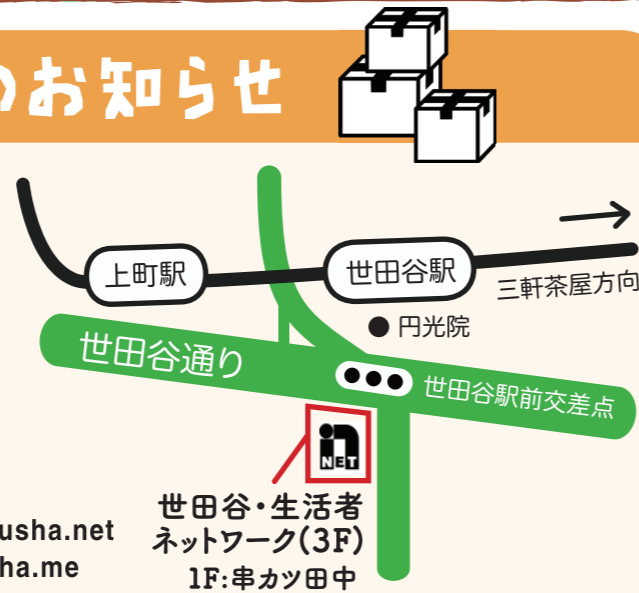 のお知らせ
上町駅
世田谷駅
三軒茶屋方向
円光院
世田谷通り
世田谷駅前交差点
NET
世田谷・生活者
ネットワーク(3F)
1F:串カツ田中
usha.net
ha.me